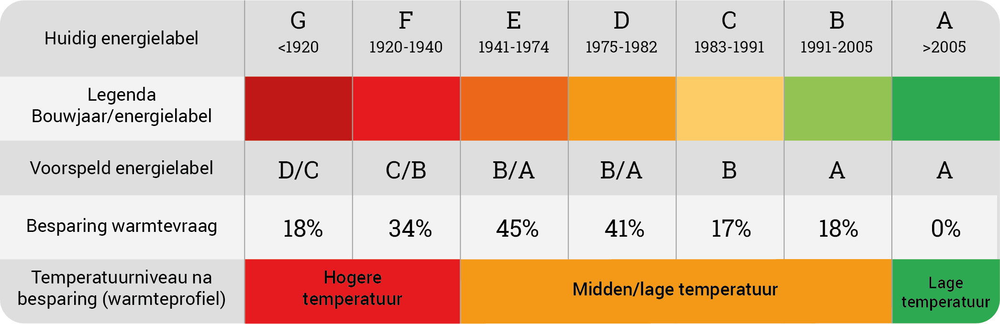 Huidig energielabel
G
F
E
D
C
B
A
<1920
1920-1940
1941-1974
1975-1982
1983-1991
1991-2005
>2005
Legenda
Bouwjaar/energielabel
Voorspeld energielabel
D/C
C/B
B/A
B/A
B
A
A
Besparing warmtevraag
18%
34%
45%
41%
17%
18%
0%
Temperatuurniveau na
besparing (warmteprofiel)
Hogere
temperatuur
Midden/lage temperatuur
Lage
temperatuur